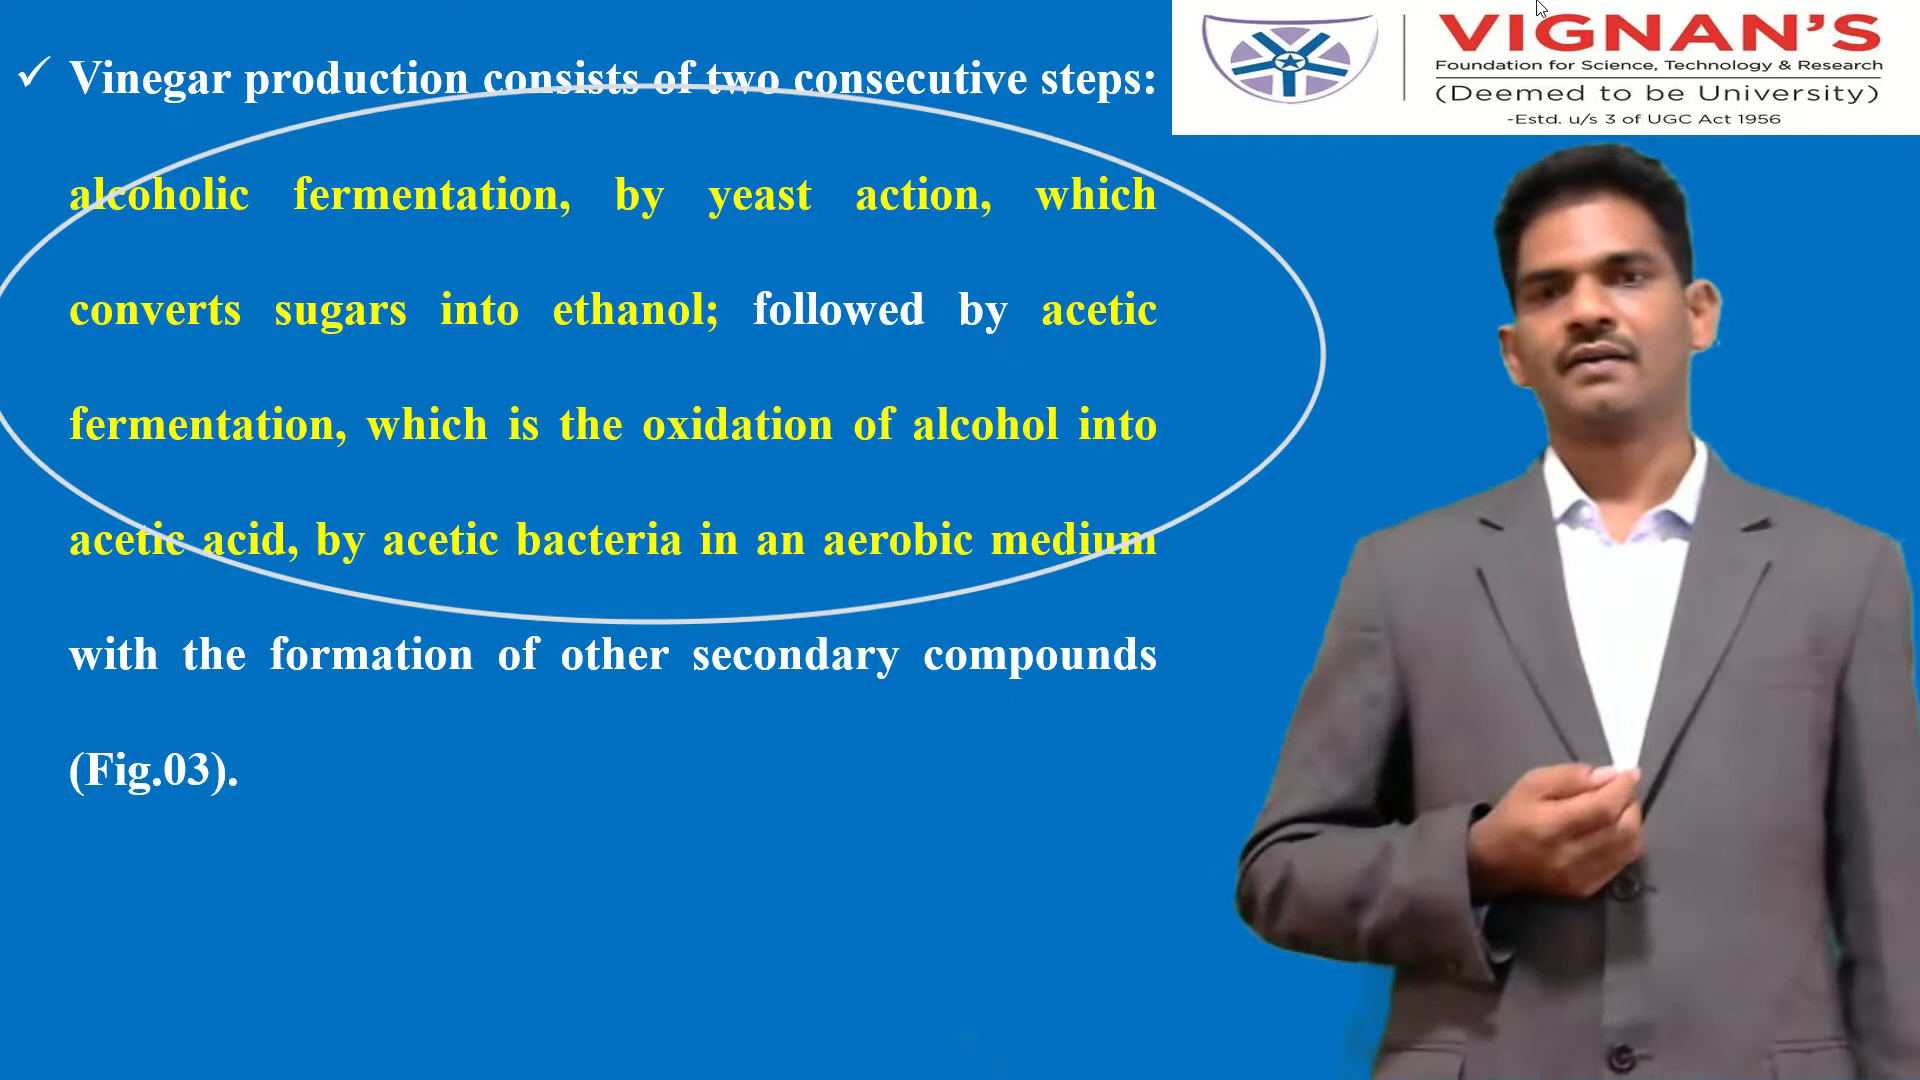 ✓ Vinegar production consists of two consecutive steps:
alcoholic fermentation, by yeast action, which
converts sugars into ethanol; followed by acetic
fermentation, which is the oxidation of alcohol into
acetic acid, by acetic bacteria in an aerobic medium
with the formation of other secondary compounds
(Fig.03).
VIGNAN'S
Foundation for Science, Technology & Research
(Deemed to be University)
-Estd. u/s 3 of UGC Act 1956